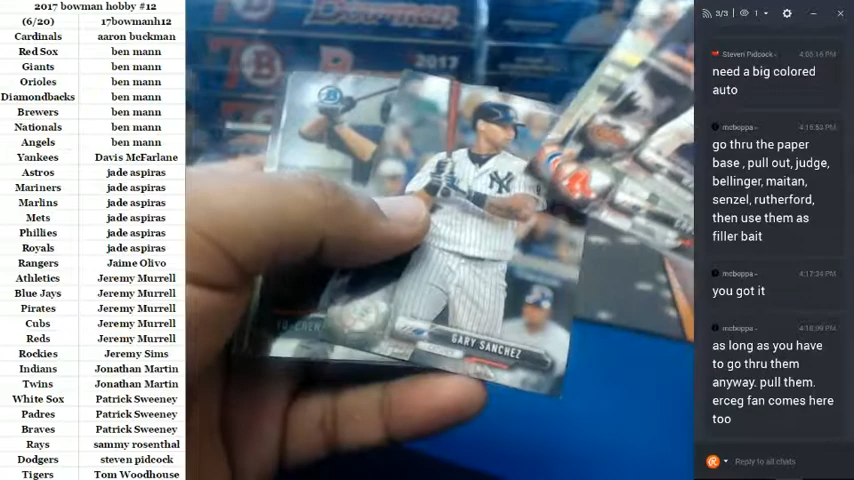 2017 bowman hobby #12
(6/20) 17bowmanh12
Cardinals aaron buckman
Red Sox ben mann
Giants ben mann
Orioles ben mann
Diamondbacks ben mann
Brewers ben mann
Nationals ben mann
Angels ben mann
Yankees Davis McFarlane
Astros jade aspiras
Mariners jade aspiras
Marlins jade aspiras
Mets jade aspiras
Phillies jade aspiras
Royals jade aspiras
Rangers Jaime Olivo
Athletics Jeremy Murrell
Blue Jays Jeremy Murrell
Pirates Jeremy Murrell
Cubs Jeremy Murrell
Reds Jeremy Murrell
Rockies Jeremy Sims
Indians Jonathan Martin
Twins Jonathan Martin
White Sox Patrick Sweeney
Padres Patrick Sweeney
Braves Patrick Sweeney
Rays sammy rosenthal
Dodgers steven pidcock
Tigers Tom Woodhouse
Bowman
2017
NY
GARY SANCHEZ
3/3 1
Steven Pidcock
need a big colored
auto
mcboppa
go thru the paper
base , pull out, judge,
bellinger, maitan,
senzel, rutherford,
then use them as
filler bait
mcboppa
you got it
mcboppa
as long as you have
to go thru them
anyway. pull them.
erceg fan comes here
too
Reply to all chats